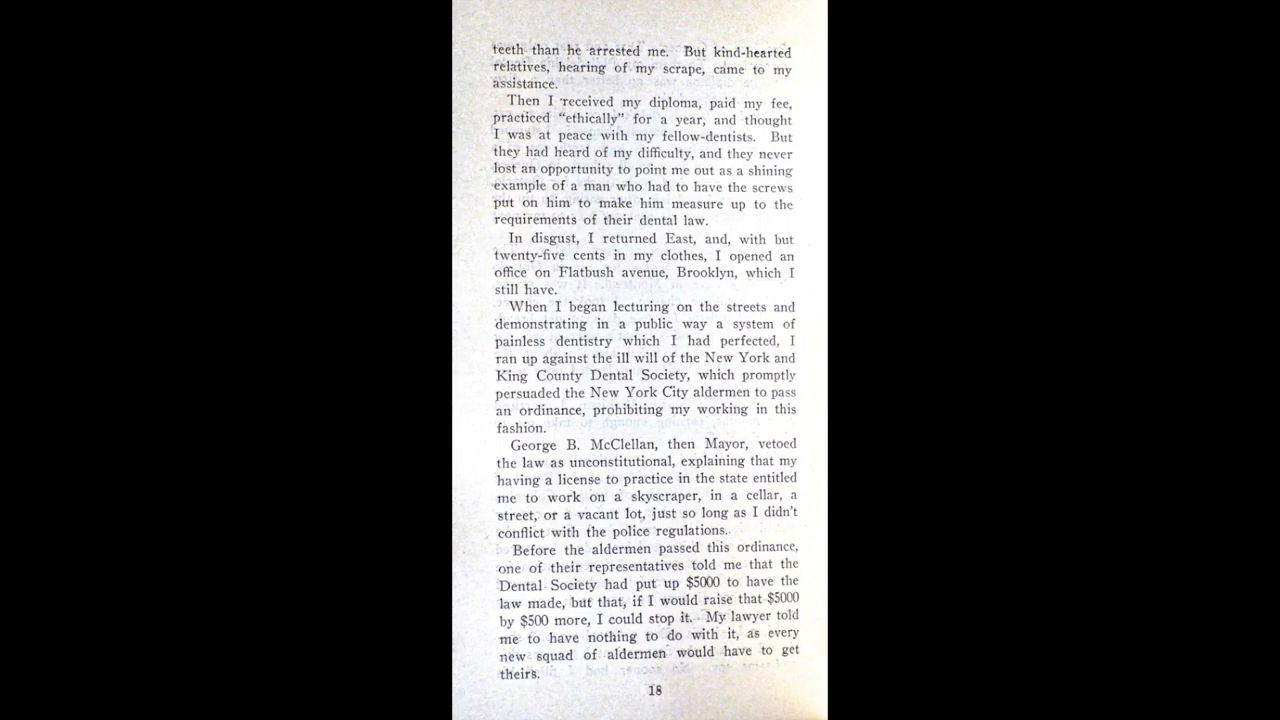 teeth than he arrested me. But kind-hearted
relatives, hearing of my scrape, came to my
assistance.
Then I received my diploma, paid my fee,
practiced “ethically” for a year, and thought
I was at peace with my fellow-dentists. But
they had heard of my difficulty, and they never
lost an opportunity to point me out as a shining
example of a man who had to have the screws
put on him to make him measure up to the
requirements of their dental law.
In disgust, I returned East, and, with but
twenty-five cents in my clothes, I opened an
office on Flatbush avenue, Brooklyn, which I
still have.
When I began lecturing on the streets and
demonstrating in a public way a system of
painless dentistry which I had perfected, I
ran up against the ill will of the New York and
King County Dental Society, which promptly
persuaded the New York City aldermen to pass
an ordinance, prohibiting my working in this
fashion.
George B. McClellan, then Mayor, vetoed
the law as unconstitutional, explaining that my
having a license to practice in the state entitled
me to work on a skyscraper, in a cellar, a
street, or a vacant lot, just so long as I didn't
conflict with the police regulations.
Before the aldermen passed this ordinance,
one of their representatives told me that the
Dental Society had put up $5000 to have the
law made, but that, if I would raise that $5000
by $500 more, I could stop it. My lawyer told
me to have nothing to do with it, as every
new squad of aldermen would have to get
theirs.
18